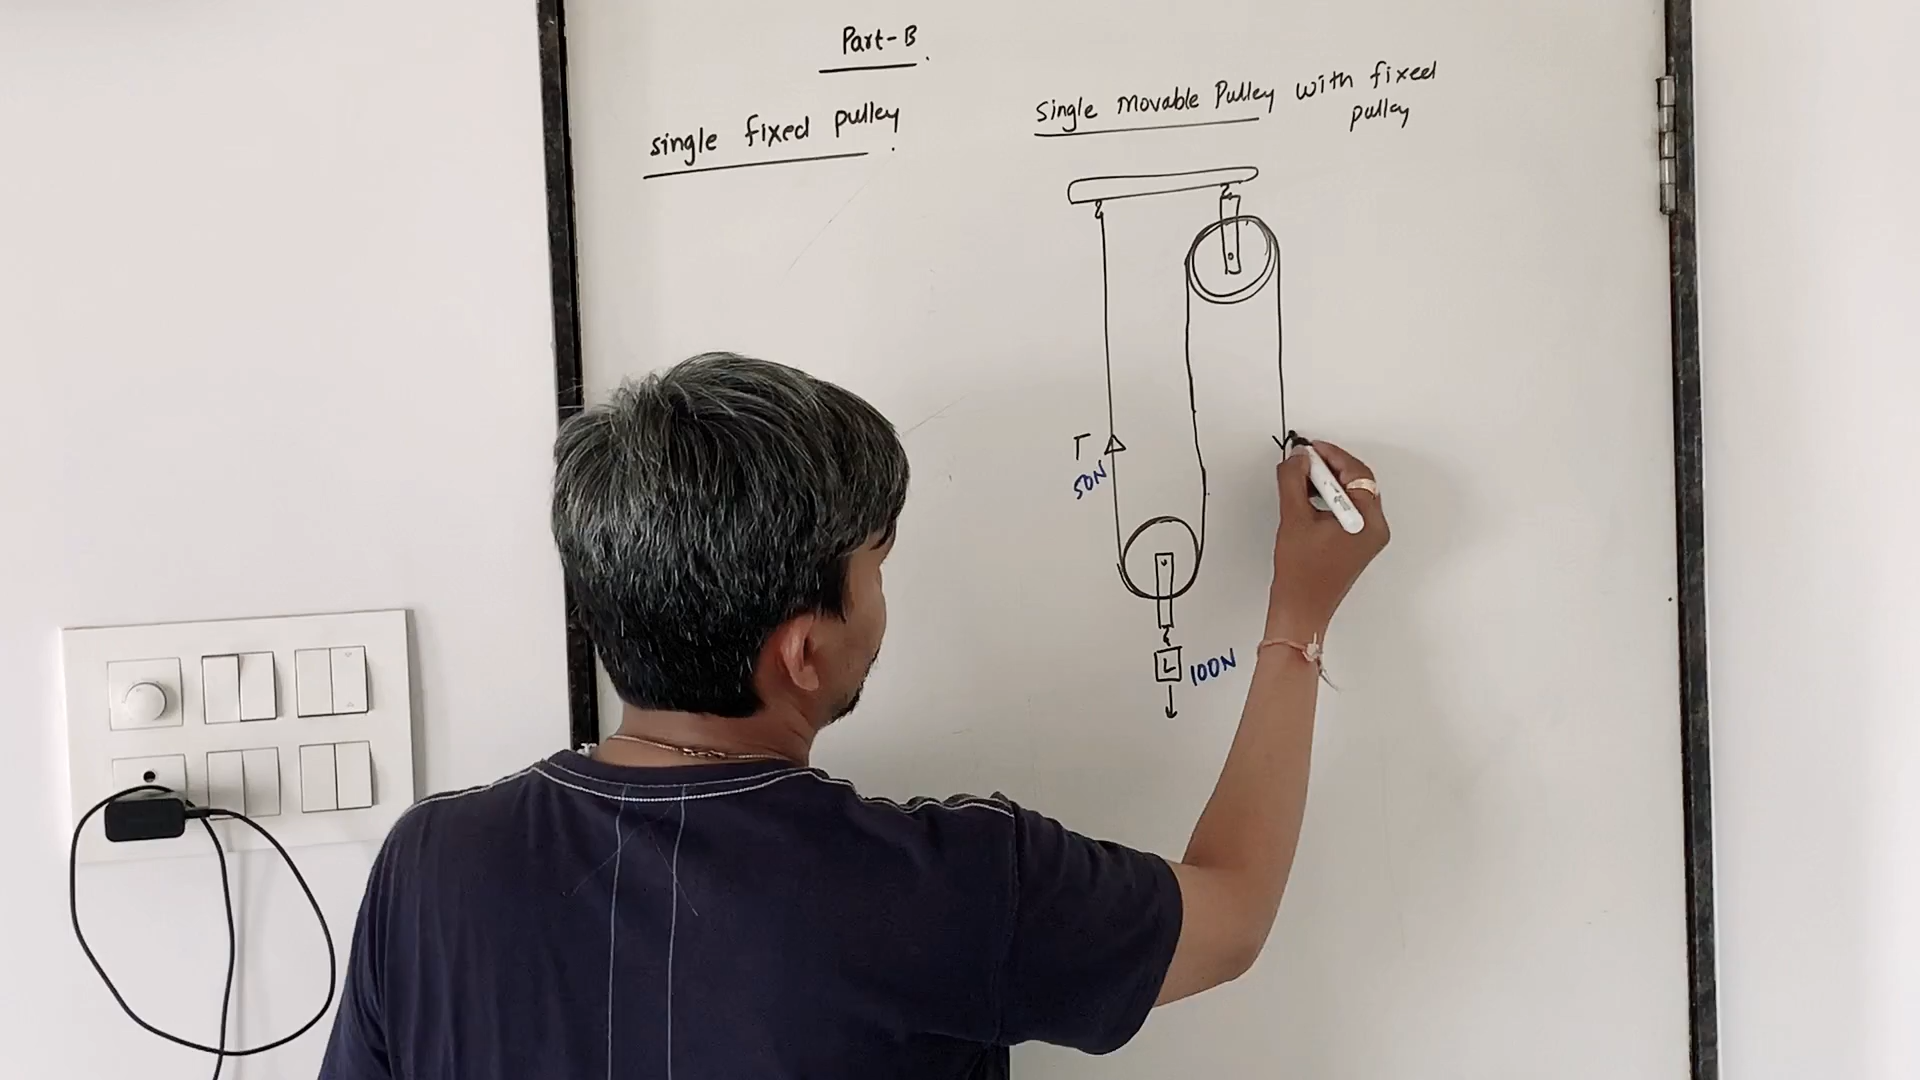 Part-B.
single fixed pulley.
Single Movable Pulley with fixed
pulley
T
50N
L
100N